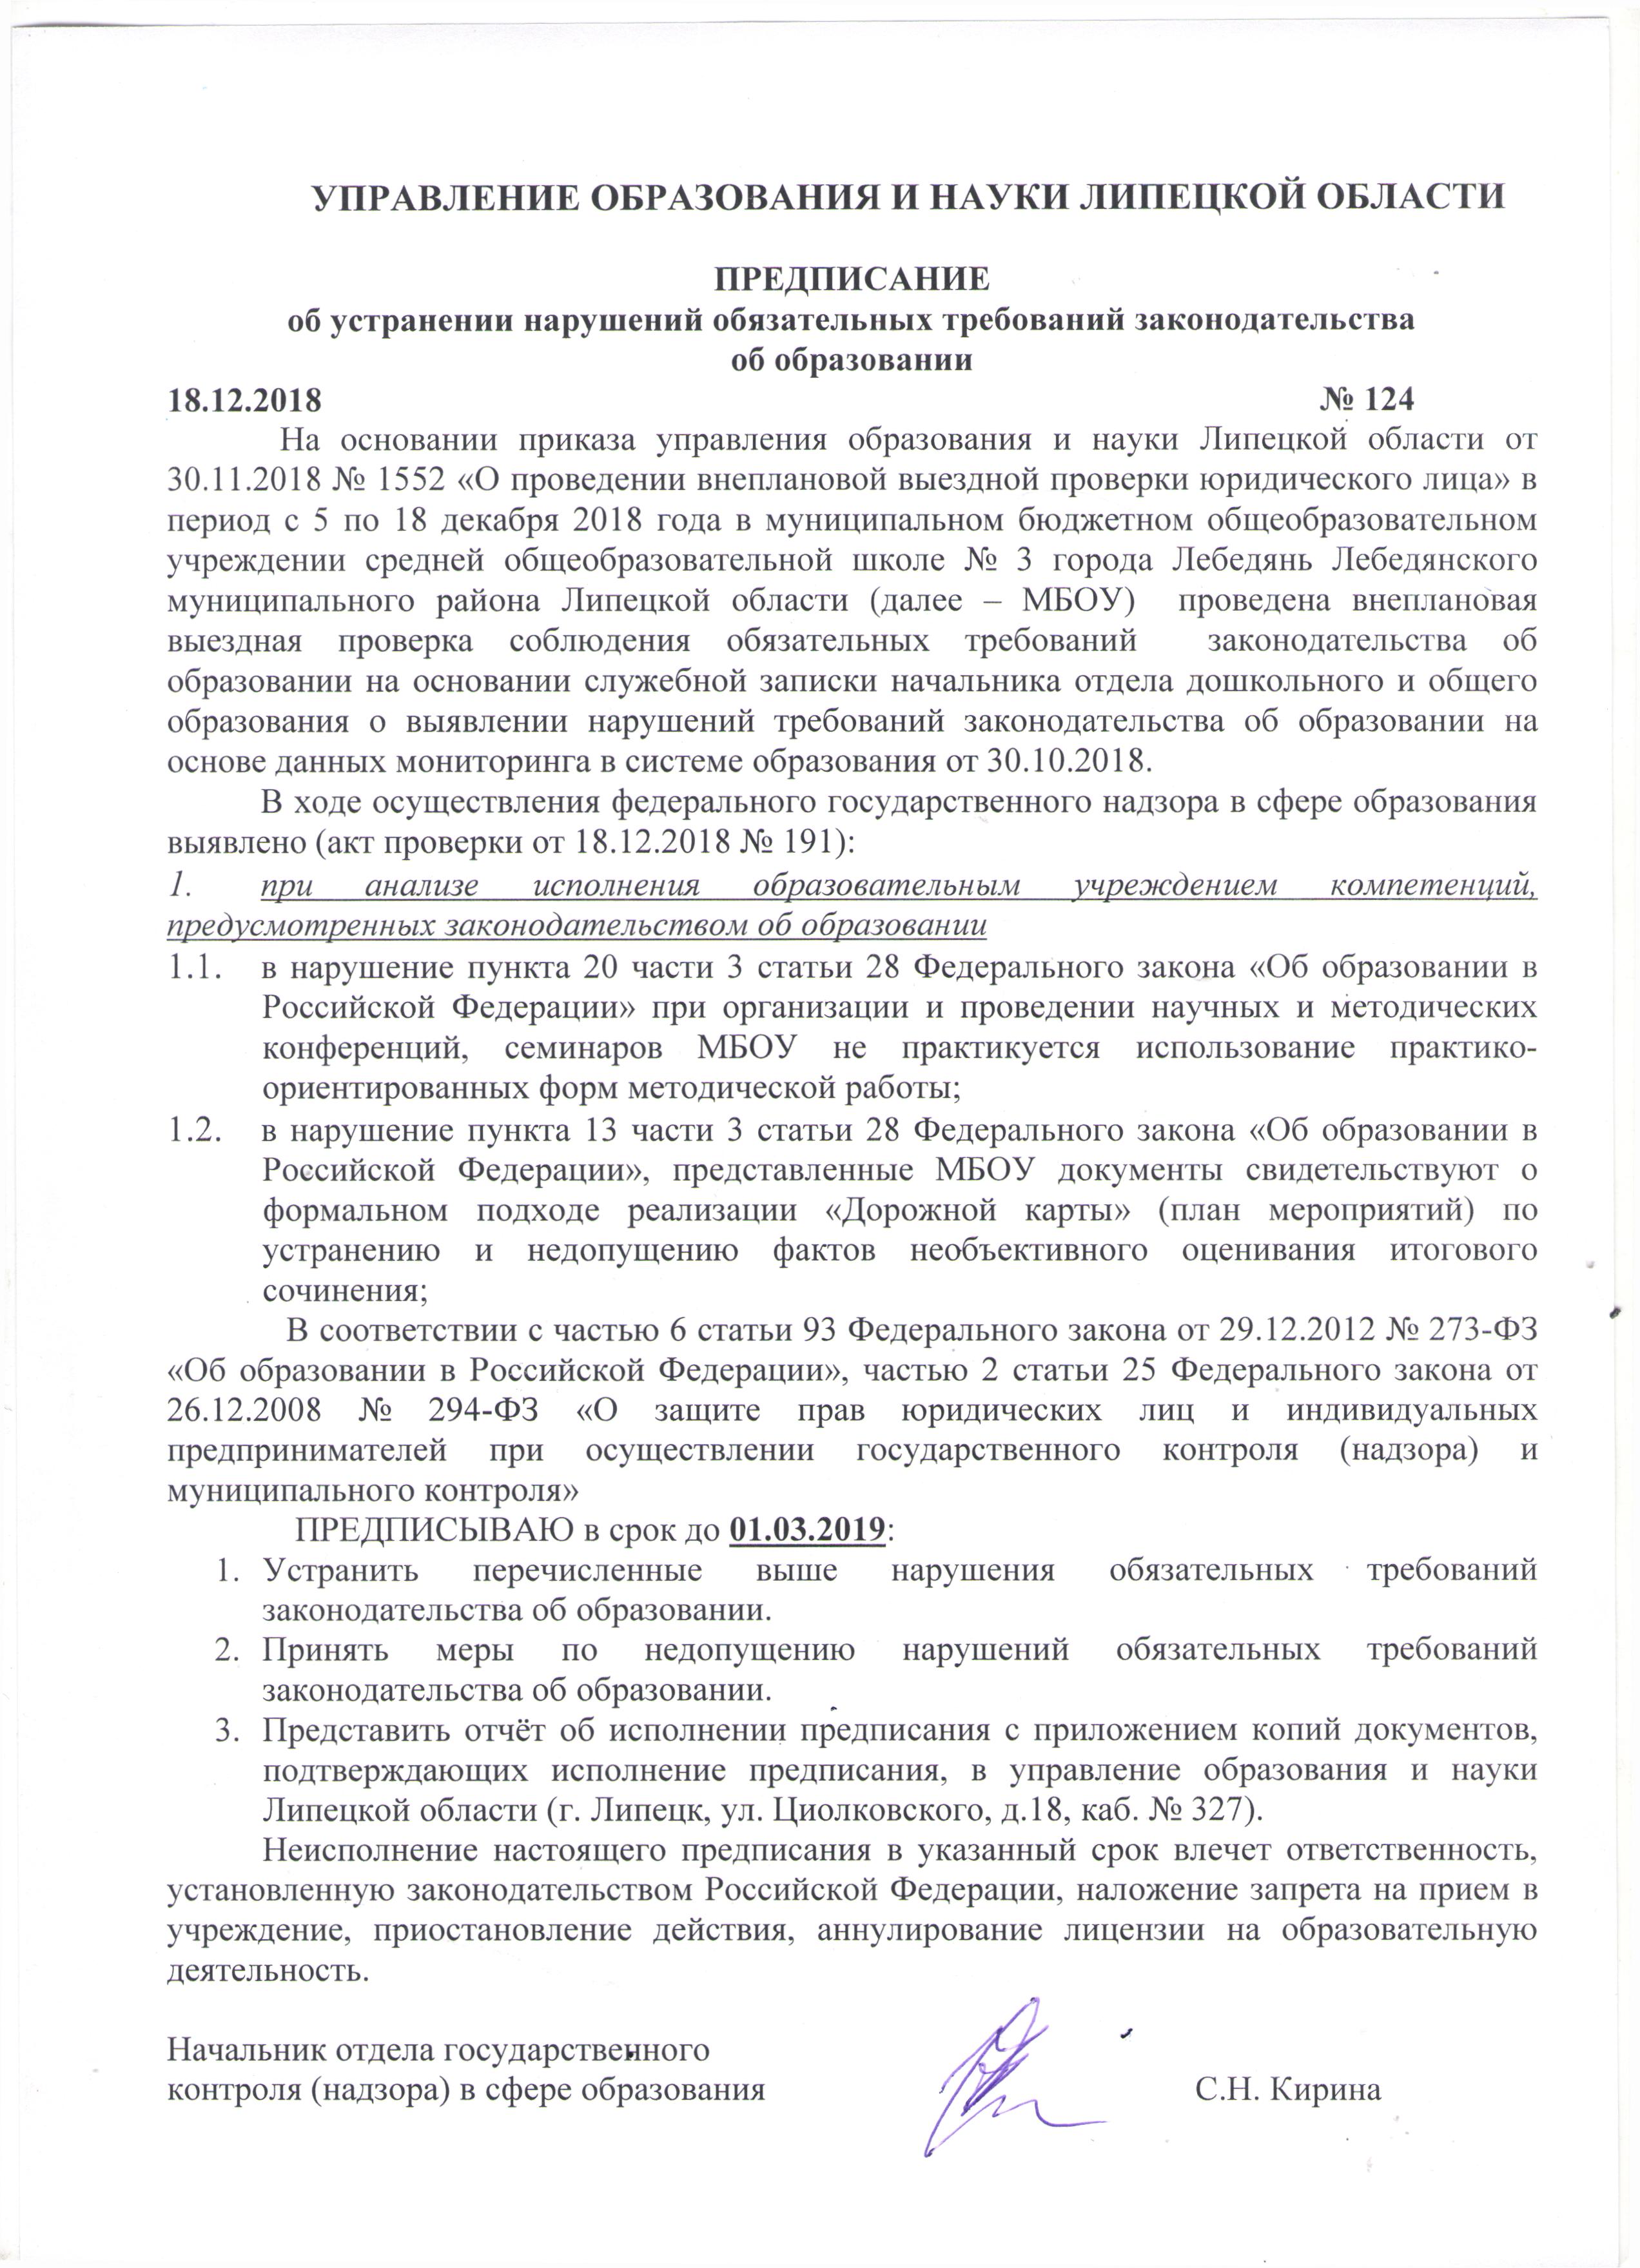 УПРАВЛЕНИЕ ОБРАЗОВАНИЯ И НАУКИ ЛИПЕЦКОЙ ОБЛАСТИ
ПРЕДПИСАНИЕ
об устранении нарушений обязательных требований законодательства
об образовании
18.12.2018 № 124
На основании приказа управления образования и науки Липецкой области от
30.11.2018 № 1552 «О проведении внеплановой выездной проверки юридического лица» в
период с 5 по 18 декабря 2018 года в муниципальном бюджетном общеобразовательном
учреждении средней общеобразовательной школе № 3 города Лебедянь Лебедянского
муниципального района Липецкой области (далее – МБОУ) проведена внеплановая
выездная проверка соблюдения обязательных требований законодательства об
образовании на основании служебной записки начальника отдела дошкольного и общего
образования о выявлении нарушений требований законодательства об образовании на
основе данных мониторинга в системе образования от 30.10.2018.
В ходе осуществления федерального государственного надзора в сфере образования
выявлено (акт проверки от 18.12.2018 № 191):
1. при анализе исполнения образовательным учреждением компетенций,
предусмотренных законодательством об образовании
1.1. в нарушение пункта 20 части 3 статьи 28 Федерального закона «Об образовании в
Российской Федерации» при организации и проведении научных и методических
конференций, семинаров МБОУ не практикуется использование практико-
ориентированных форм методической работы;
1.2. в нарушение пункта 13 части 3 статьи 28 Федерального закона «Об образовании в
Российской Федерации», представленные МБОУ документы свидетельствуют о
формальном подходе реализации «Дорожной карты» (план мероприятий) по
устранению и недопущению фактов необъективного оценивания итогового
сочинения;
В соответствии с частью 6 статьи 93 Федерального закона от 29.12.2012 № 273-ФЗ
«Об образовании в Российской Федерации», частью 2 статьи 25 Федерального закона от
26.12.2008 № 294-ФЗ «О защите прав юридических лиц и индивидуальных
предпринимателей при осуществлении государственного контроля (надзора) и
муниципального контроля»
ПРЕДПИСЫВАЮ в срок до 01.03.2019:
1. Устранить перечисленные выше нарушения обязательных требований
законодательства об образовании.
2. Принять меры по недопущению нарушений обязательных требований
законодательства об образовании.
3. Представить отчёт об исполнении предписания с приложением копий документов,
подтверждающих исполнение предписания, в управление образования и науки
Липецкой области (г. Липецк, ул. Циолковского, д.18, каб. № 327).
Неисполнение настоящего предписания в указанный срок влечет ответственность,
установленную законодательством Российской Федерации, наложение запрета на прием в
учреждение, приостановление действия, аннулирование лицензии на образовательную
деятельность.
Начальник отдела государственного
контроля (надзора) в сфере образования С.Н. Кирина